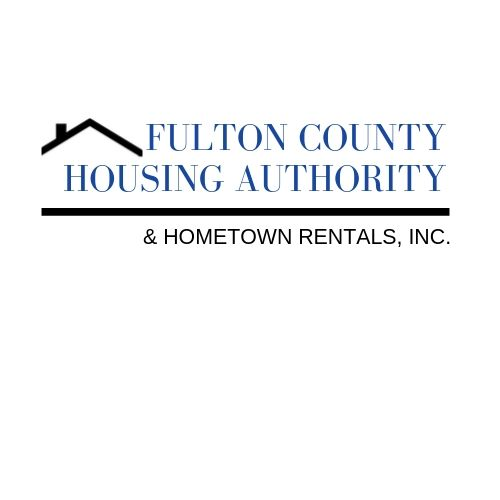 FULTON COUNTY
HOUSING AUTHORITY
& HOMETOWN RENTALS, INC.